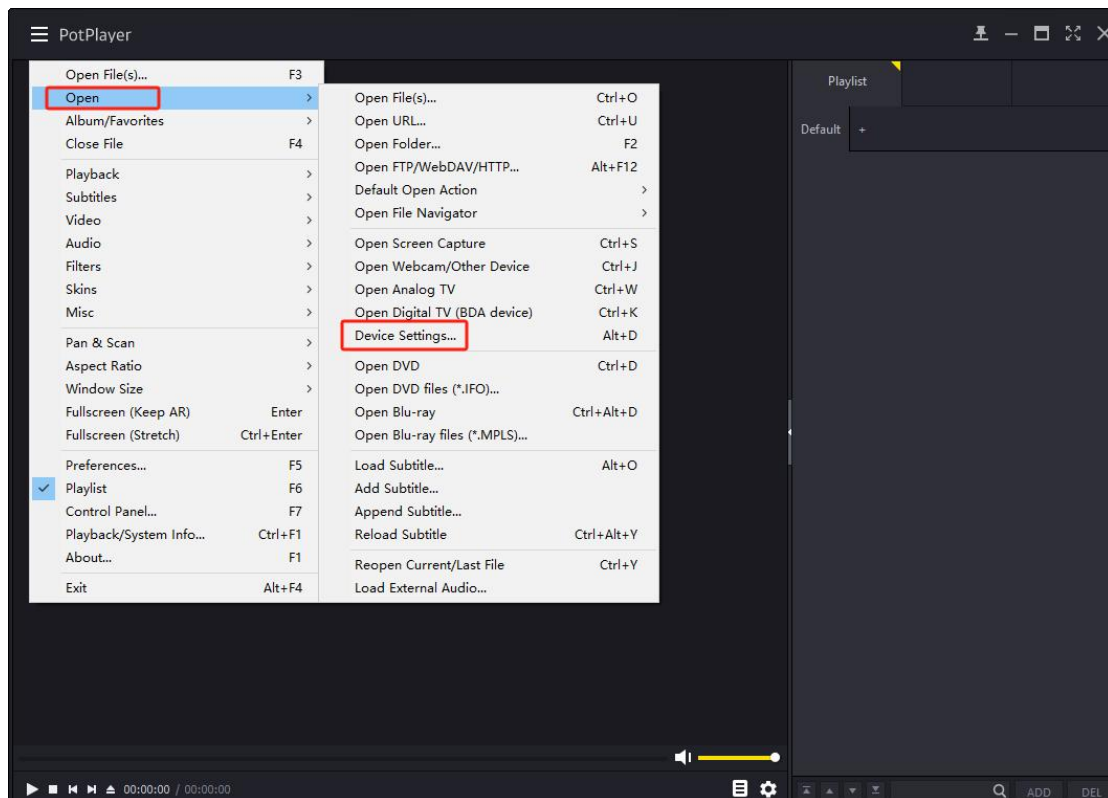 PotPlayer
Open File(s)... F3
Open
Album/Favorites
Close File F4
Playback
Subtitles
Video
Audio
Filters
Skins
Misc
Pan & Scan
Aspect Ratio
Window Size
Fullscreen (Keep AR) Enter
Fullscreen (Stretch) Ctrl+Enter
Preferences... F5
Playlist F6
Control Panel... F7
Playback/System Info... Ctrl+F1
About... F1
Exit Alt+F4
Open File(s)... Ctrl+O
Open URL... Ctrl+U
Open Folder... F2
Open FTP/WebDAV/HTTP... Alt+F12
Default Open Action
Open File Navigator
Open Screen Capture Ctrl+S
Open Webcam/Other Device Ctrl+J
Open Analog TV Ctrl+W
Open Digital TV (BDA device) Ctrl+K
Device Settings... Alt+D
Open DVD Ctrl+D
Open DVD files (*.IFO)...
Open Blu-ray Ctrl+Alt+D
Open Blu-ray files (*.MPLS)...
Load Subtitle... Alt+O
Add Subtitle...
Append Subtitle...
Reload Subtitle Ctrl+Alt+Y
Reopen Current/Last File Ctrl+Y
Load External Audio...
Playlist
Default +
00:00:00 / 00:00:00
ADD DEL